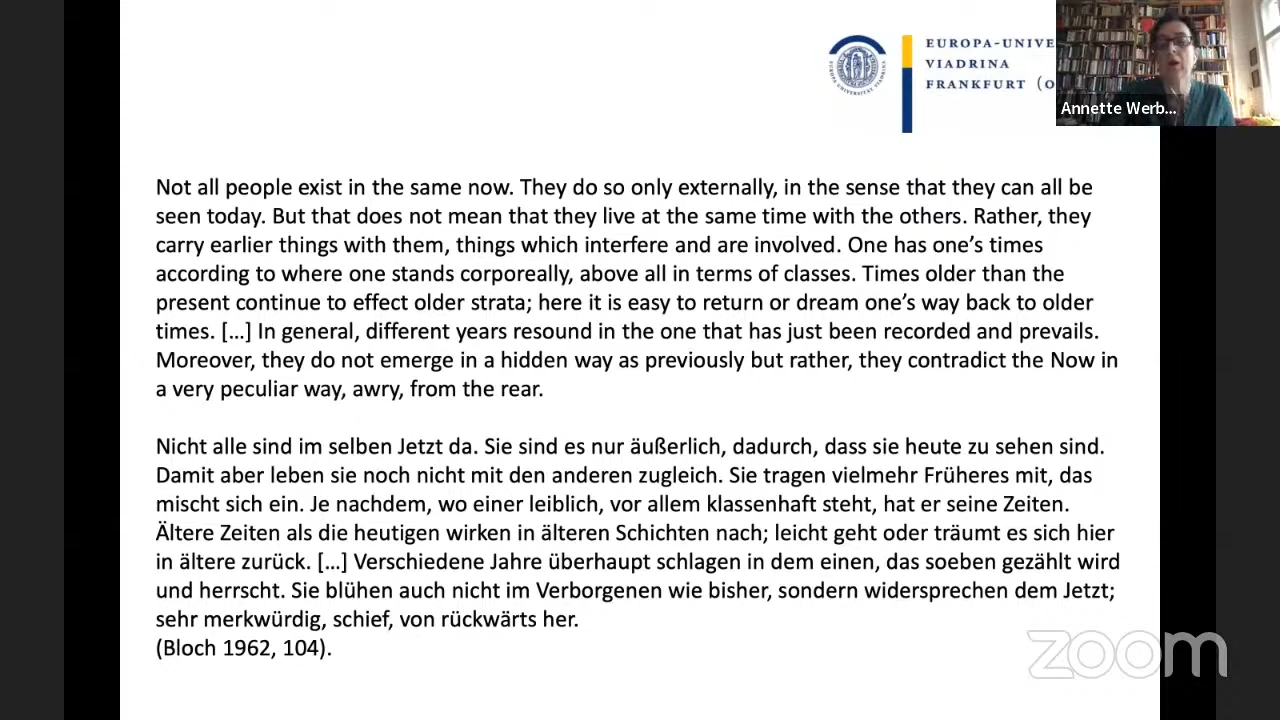 EUROPA-UNIVE
VIADRINA
FRANKFURT (O
Annette Werb...
Not all people exist in the same now. They do so only externally, in the sense that they can all be
seen today. But that does not mean that they live at the same time with the others. Rather, they
carry earlier things with them, things which interfere and are involved. One has one’s times
according to where one stands corporeally, above all in terms of classes. Times older than the
present continue to effect older strata; here it is easy to return or dream one’s way back to older
times. […] In general, different years resound in the one that has just been recorded and prevails.
Moreover, they do not emerge in a hidden way as previously but rather, they contradict the Now in
a very peculiar way, awry, from the rear.
Nicht alle sind im selben Jetzt da. Sie sind es nur äußerlich, dadurch, dass sie heute zu sehen sind.
Damit aber leben sie noch nicht mit den anderen zugleich. Sie tragen vielmehr Früheres mit, das
mischt sich ein. Je nachdem, wo einer leiblich, vor allem klassenhaft steht, hat er seine Zeiten.
Ältere Zeiten als die heutigen wirken in älteren Schichten nach; leicht geht oder träumt es sich hier
in ältere zurück. […] Verschiedene Jahre überhaupt schlagen in dem einen, das soeben gezählt wird
und herrscht. Sie blühen auch nicht im Verborgenen wie bisher, sondern widersprechen dem Jetzt;
sehr merkwürdig, schief, von rückwärts her.
(Bloch 1962, 104).
zoom